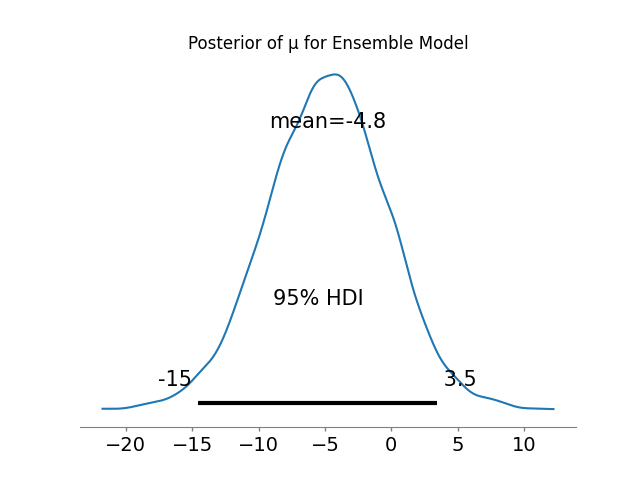 Posterior of μ for Ensemble Model
mean=-4.8
95% HDI
-15 3.5
−20 −15 −10 −5 0 5 10